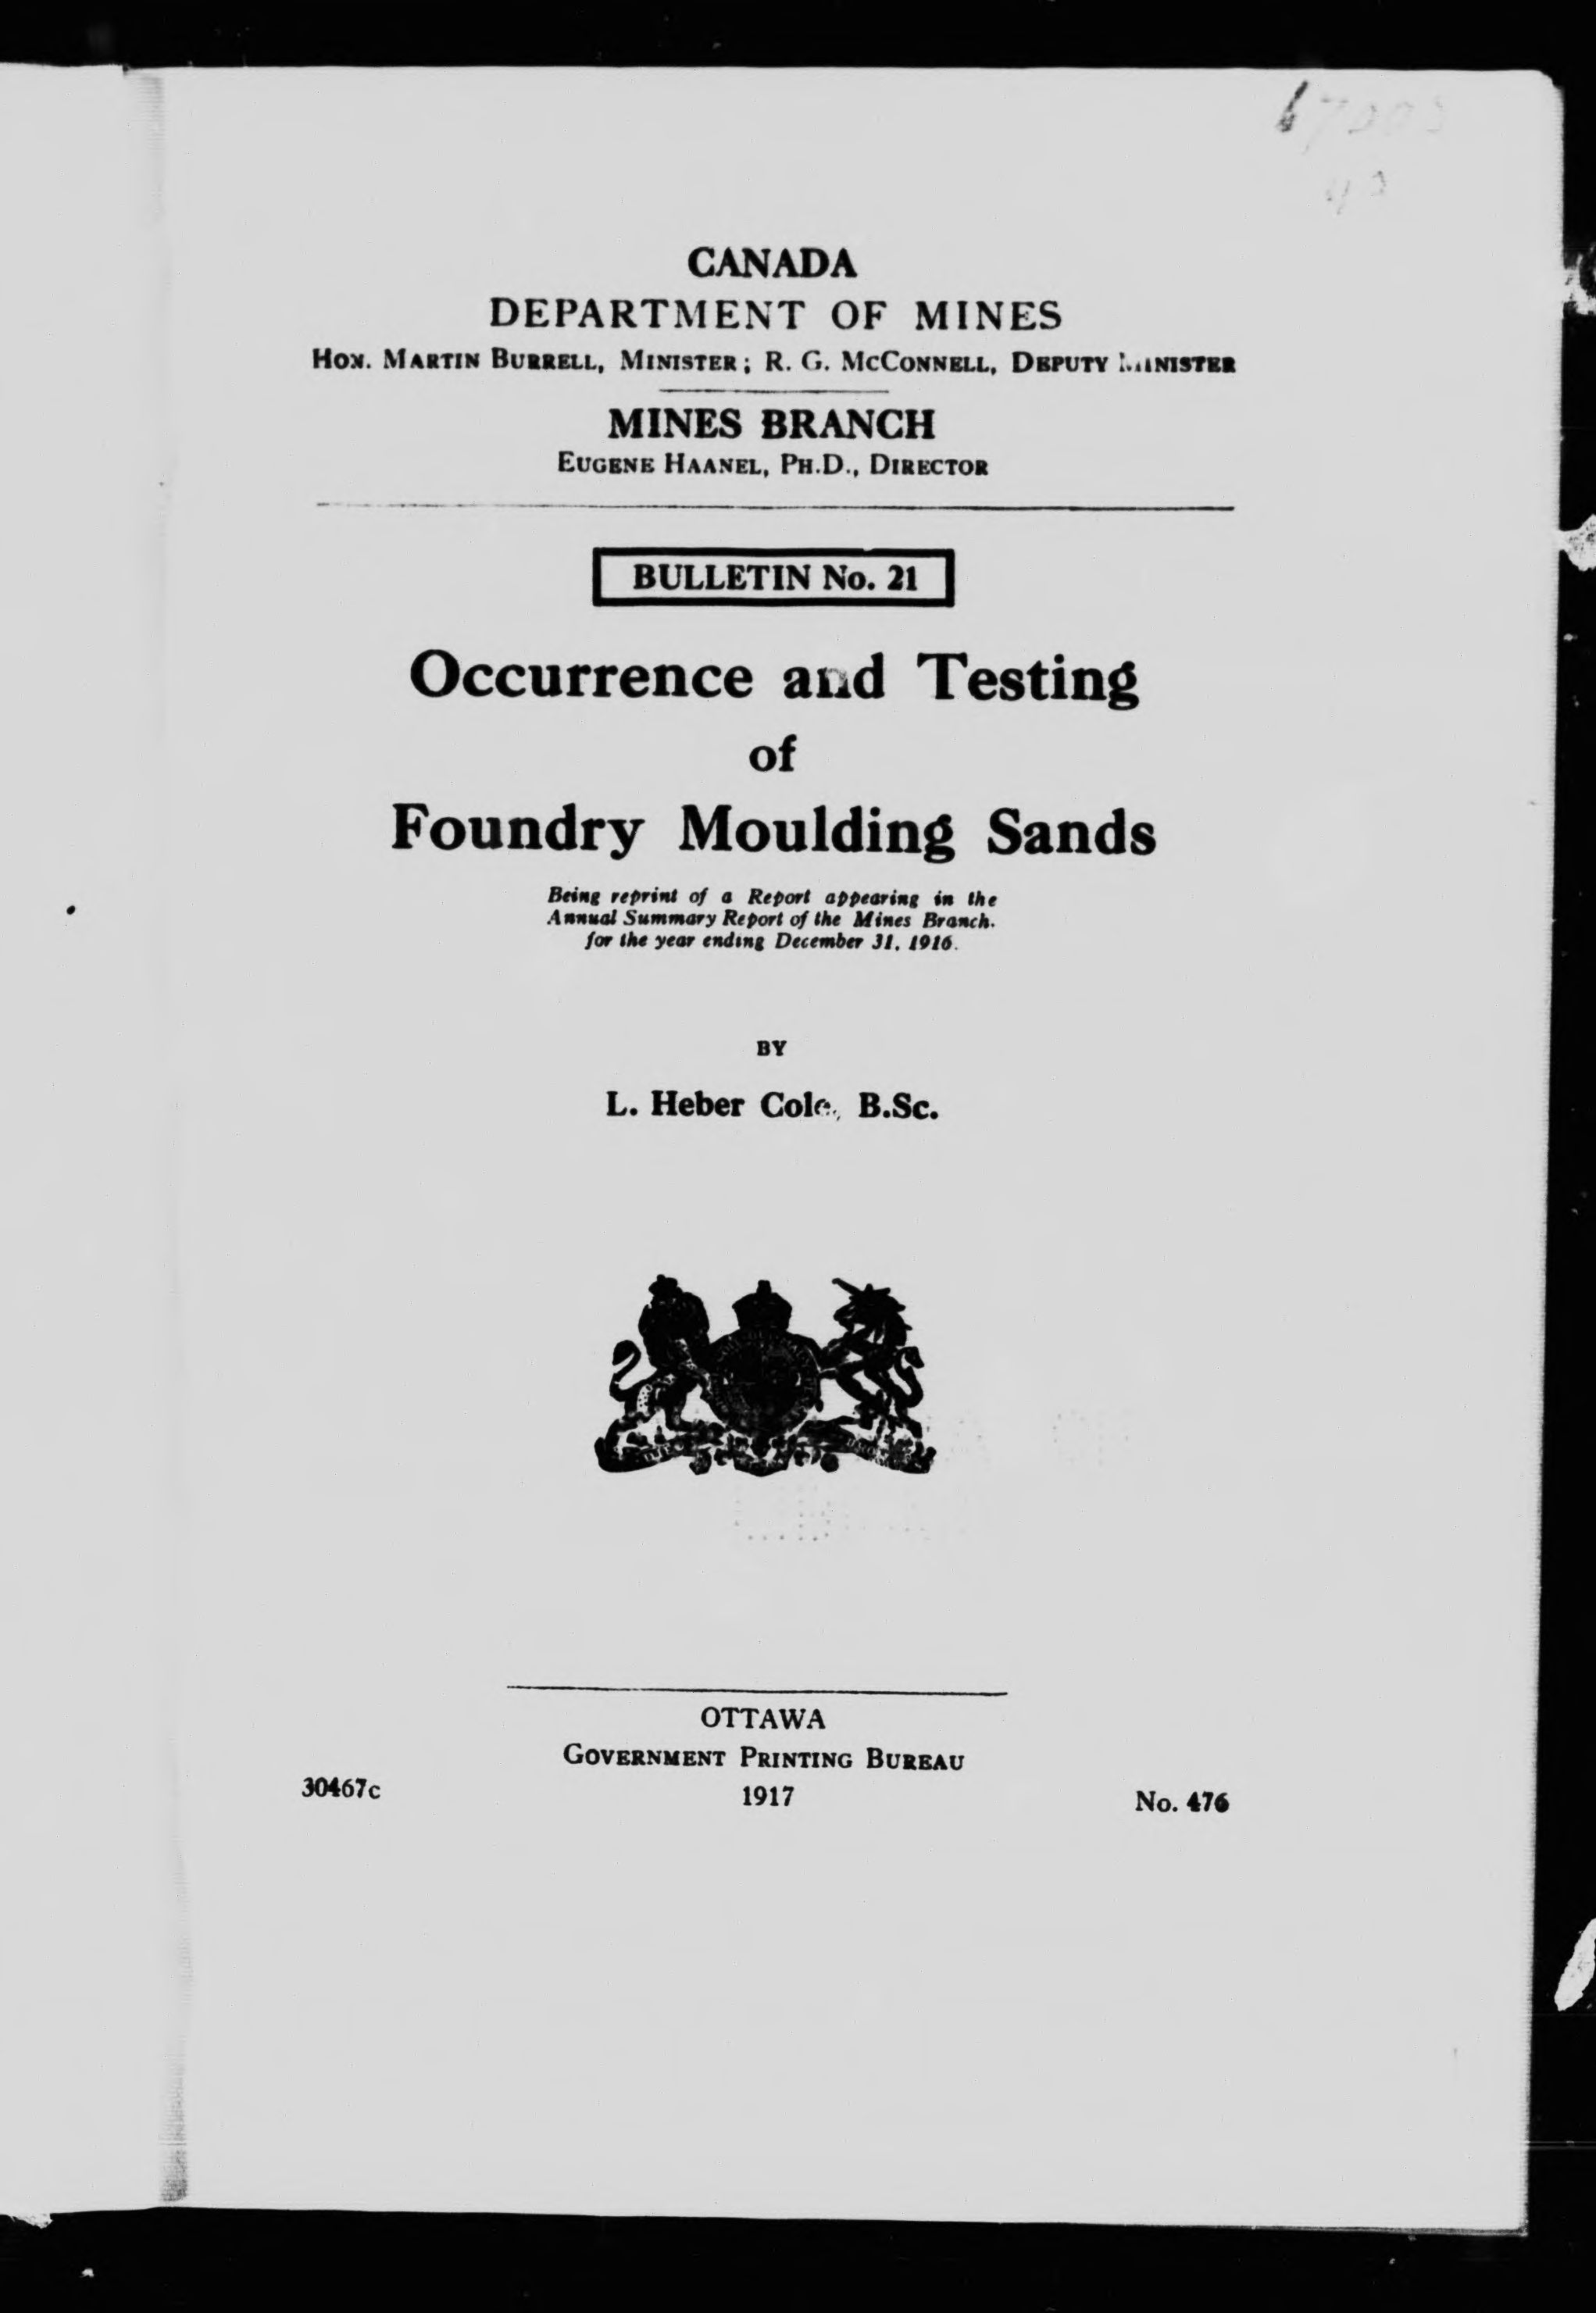 CANADA
DEPARTMENT OF MINES
HON. MARTIN BURRELL, MINISTER; R. G. MCCONNELL, DEPUTY MINISTER
MINES BRANCH
EUGENE HAANEL, PH.D., DIRECTOR
BULLETIN No. 21
Occurrence and Testing
of
Foundry Moulding Sands
Being reprint of a Report appearing in the
Annual Summary Report of the Mines Branch.
for the year ending December 31, 1916.
BY
L. Heber Cole, B.Sc.
OTTAWA
GOVERNMENT PRINTING BUREAU
30467c 1917 No. 476